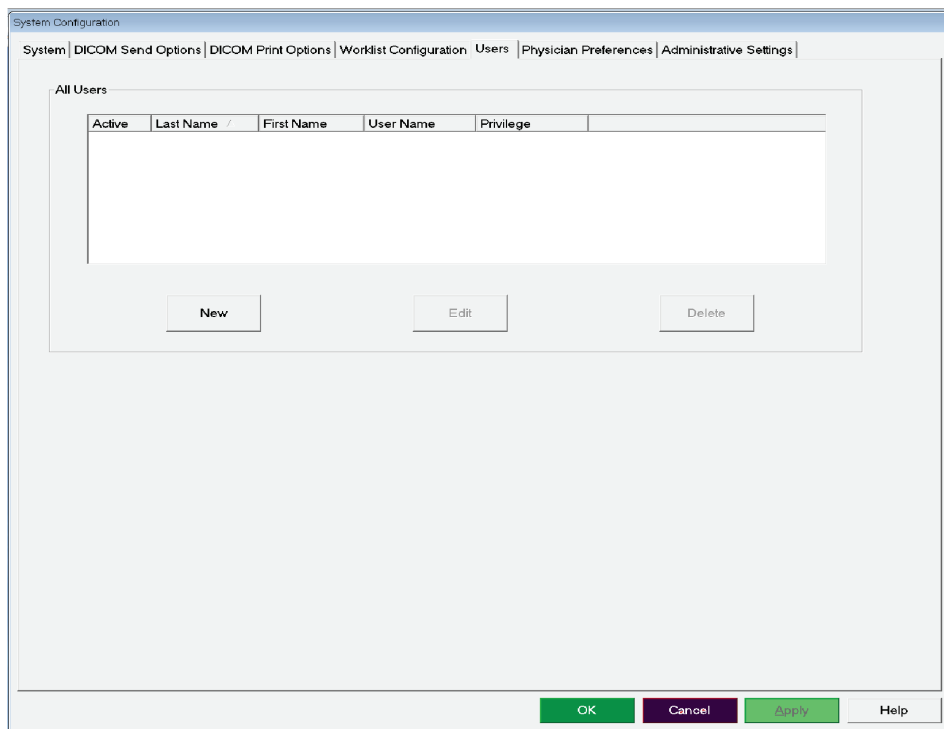 System Configuration
System DICOM Send Options DICOM Print Options Worklist Configuration Users Physician Preferences Administrative Settings
All Users
Active Last Name First Name User Name Privilege
New Edit Delete
OK Cancel Apply Help